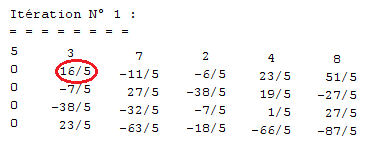 Itération N° 1 :
= = = = = = = =
5 3 7 2 4 8
0 16/5 -11/5 -6/5 23/5 51/5
0 -7/5 27/5 -38/5 19/5 -27/5
0 -38/5 -32/5 -7/5 1/5 27/5
0 23/5 -63/5 -18/5 -66/5 -87/5